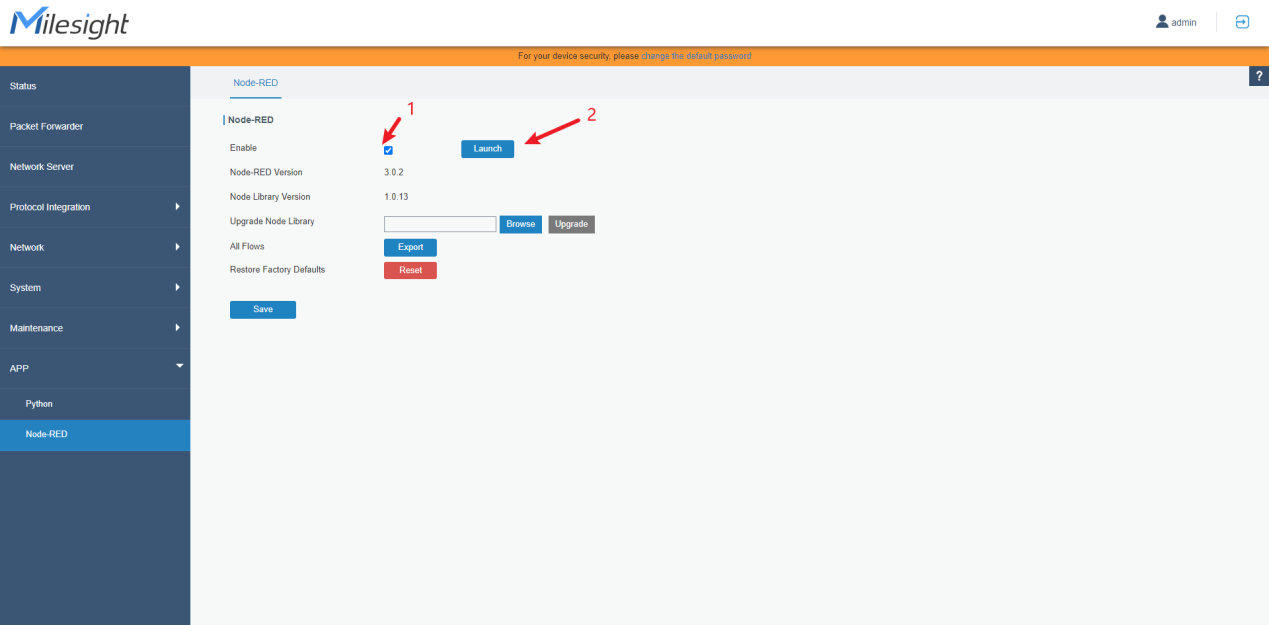 Milesight
admin
For your device security, please change the default password
?
Status
Packet Forwarder
Network Server
Protocol Integration
Network
System
Maintenance
APP
Python
Node-RED
Node-RED
1
2
Node-RED
Enable
Launch
Node-RED Version 3.0.2
Node Library Version 1.0.13
Upgrade Node Library Browse Upgrade
All Flows Export
Restore Factory Defaults Reset
Save